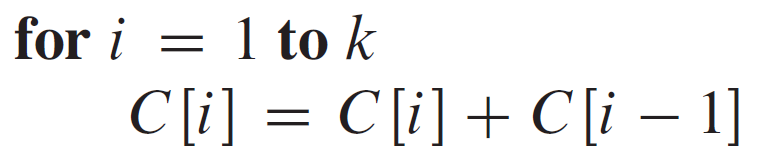 for i = 1 to k
C[i] = C[i] + C[i − 1]